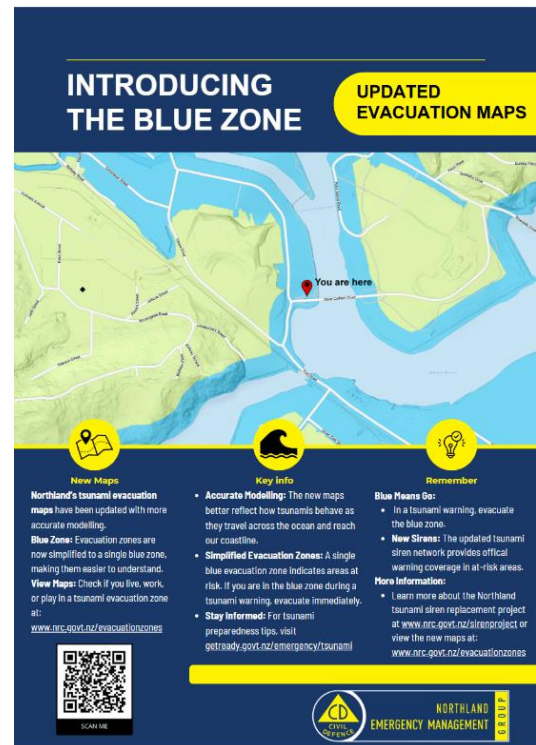 INTRODUCING
THE BLUE ZONE
UPDATED
EVACUATION MAPS
You are here
New Maps
Northland's tsunami evacuation
maps have been updated with more
accurate modelling.
Blue Zone: Evacuation zones are
now simplified to a single blue zone,
making them easier to understand.
View Maps: Check if you live, work,
or play in a tsunami evacuation zone
at:
www.nrc.govt.nz/evacuationzones
SCAN ME
Key info
• Accurate Modelling: The new maps
better reflect how tsunamis behave as
they travel across the ocean and reach
our coastline.
• Simplified Evacuation Zones: A single
blue evacuation zone indicates areas at
risk. If you are in the blue zone during a
tsunami warning, evacuate immediately.
• Stay Informed: For tsunami
preparedness tips, visit
getready.govt.nz/emergency/tsunami
Remember
Blue Means Go:
• In a tsunami warning, evacuate
the blue zone.
• New Sirens: The updated tsunami
siren network provides offical
warning coverage in at-risk areas.
More Information:
• Learn more about the Northland
tsunami siren replacement project
at www.nrc.govt.nz/sirenproject or
view the new maps at:
www.nrc.govt.nz/evacuationzones
CD
CIVIL
DEFENCE
NORTHLAND
EMERGENCY MANAGEMENT
GROUP